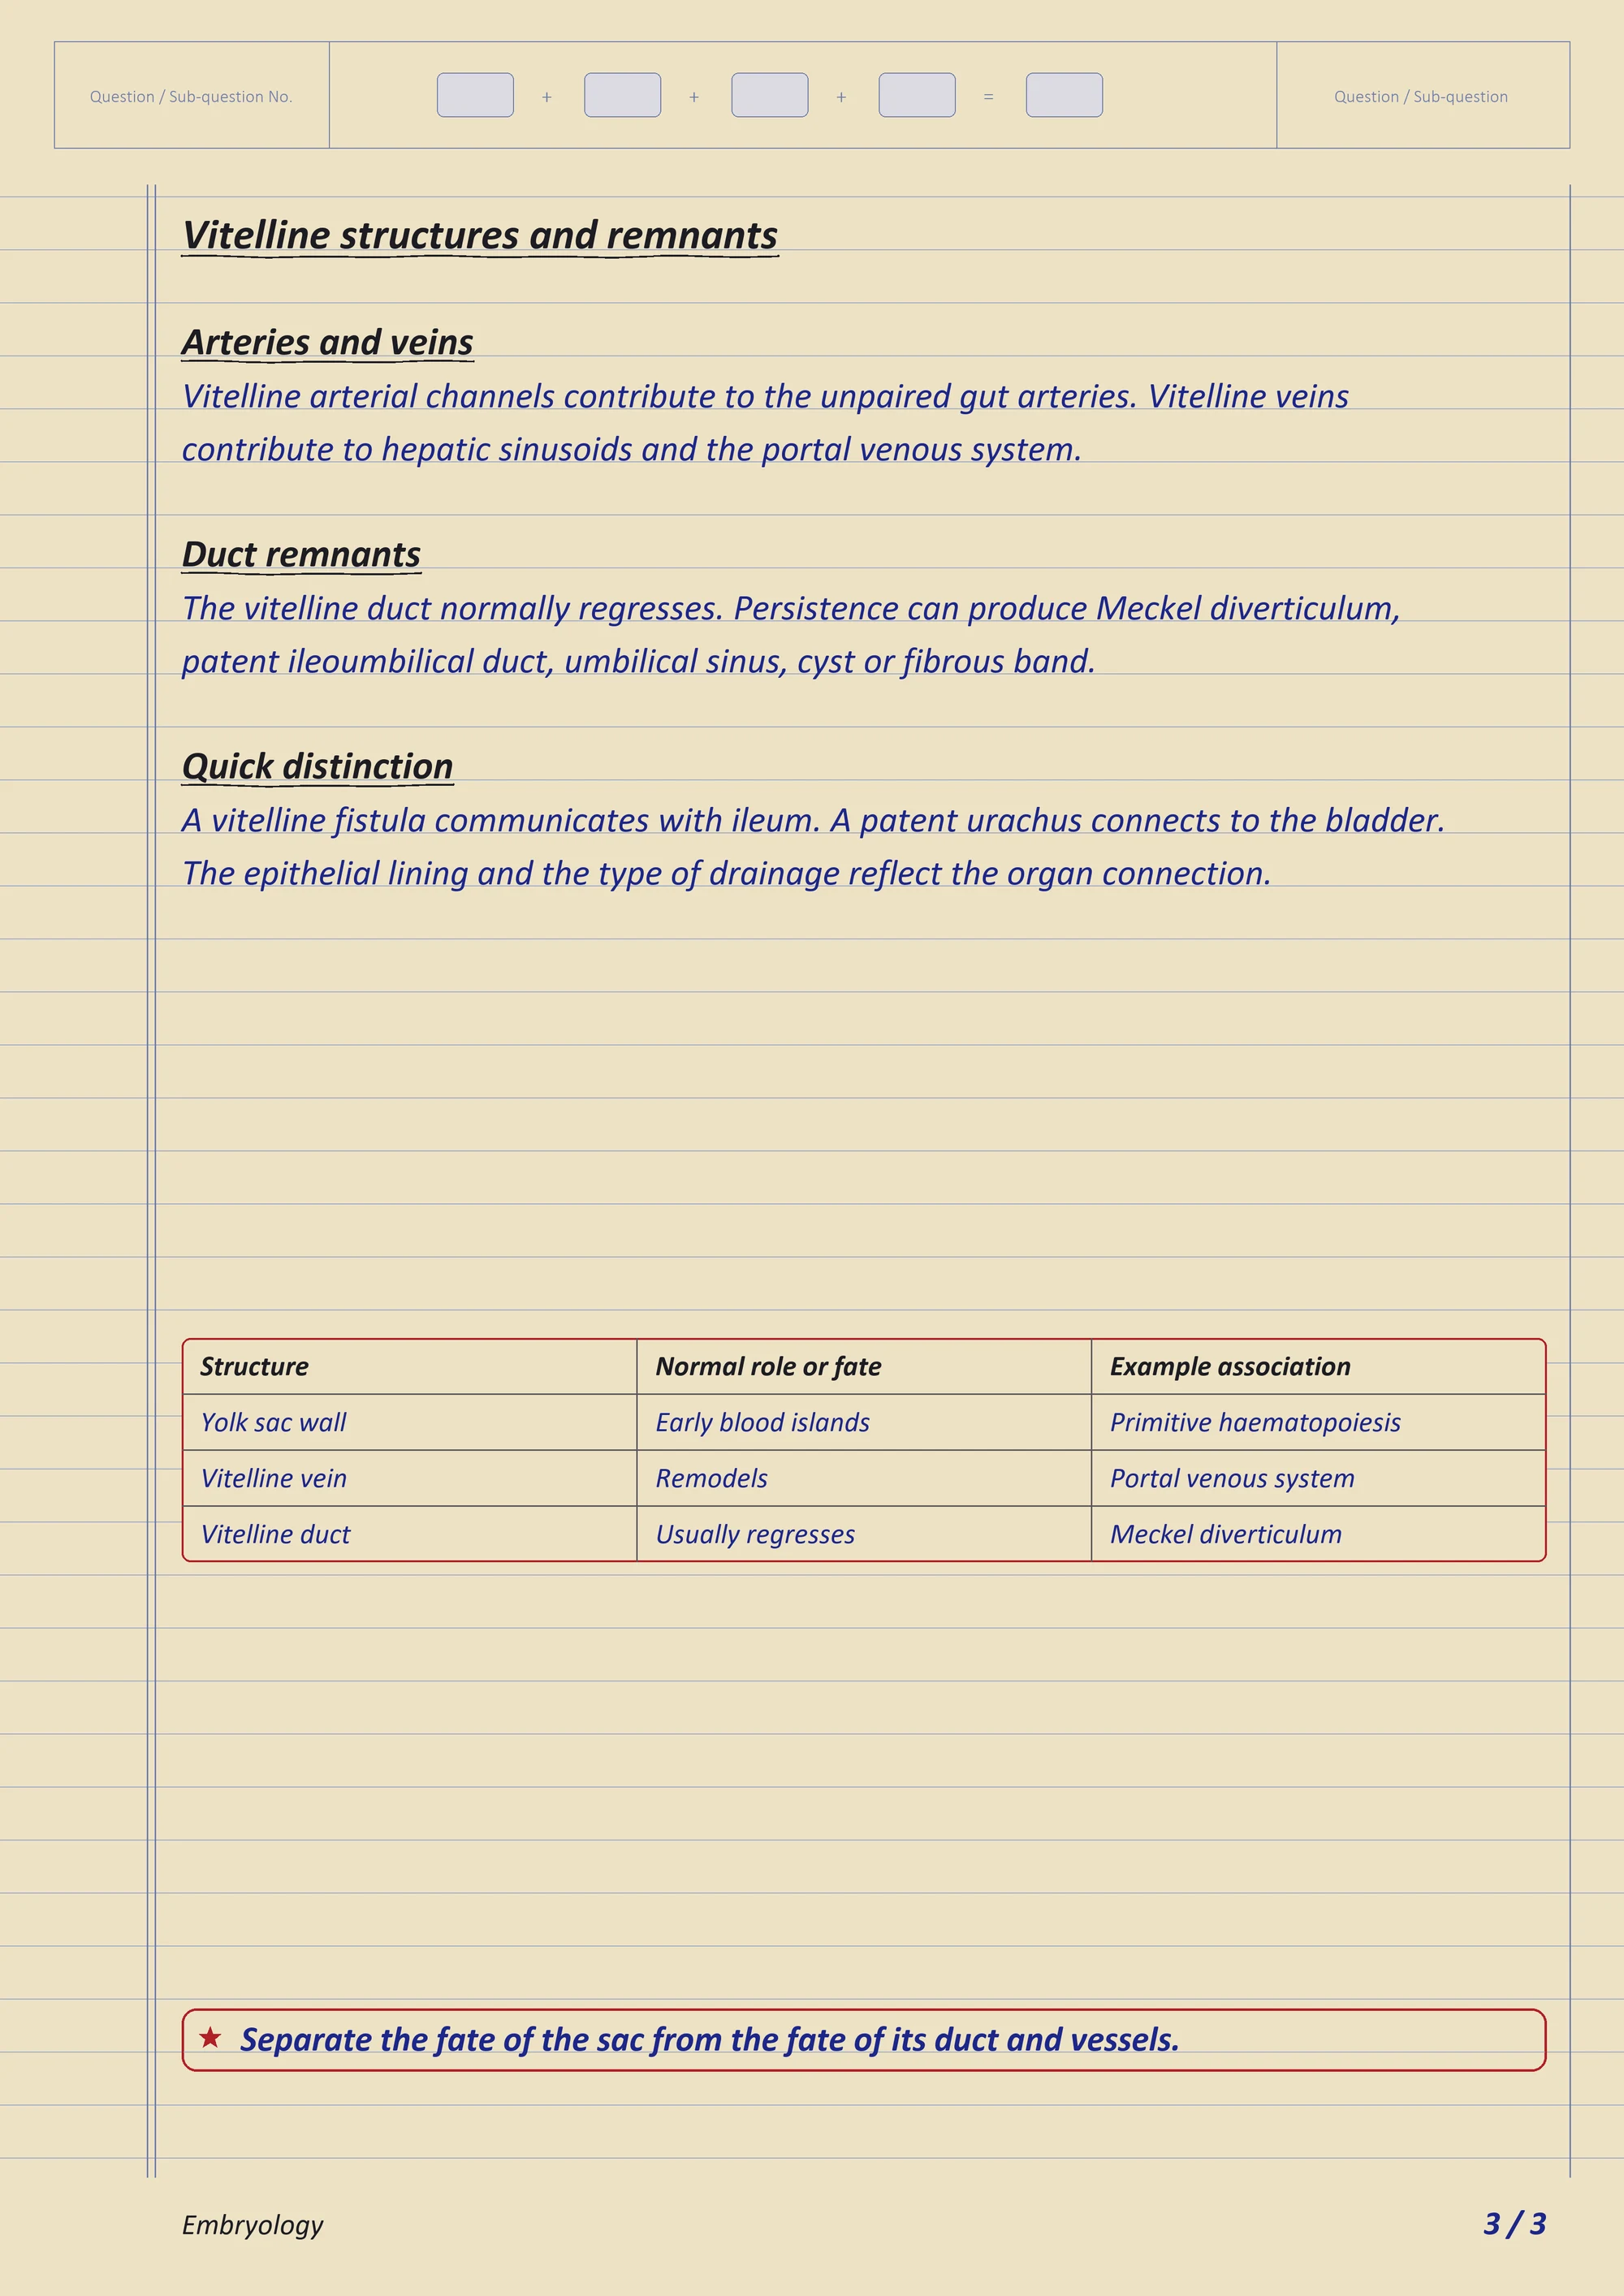 Question / Sub-question No.
+ + + =
Question / Sub-question
Vitelline structures and remnants
Arteries and veins
Vitelline arterial channels contribute to the unpaired gut arteries. Vitelline veins
contribute to hepatic sinusoids and the portal venous system.
Duct remnants
The vitelline duct normally regresses. Persistence can produce Meckel diverticulum,
patent ileoumbilical duct, umbilical sinus, cyst or fibrous band.
Quick distinction
A vitelline fistula communicates with ileum. A patent urachus connects to the bladder.
The epithelial lining and the type of drainage reflect the organ connection.
Structure Normal role or fate Example association
Yolk sac wall Early blood islands Primitive haematopoiesis
Vitelline vein Remodels Portal venous system
Vitelline duct Usually regresses Meckel diverticulum
★ Separate the fate of the sac from the fate of its duct and vessels.
Embryology
3 / 3